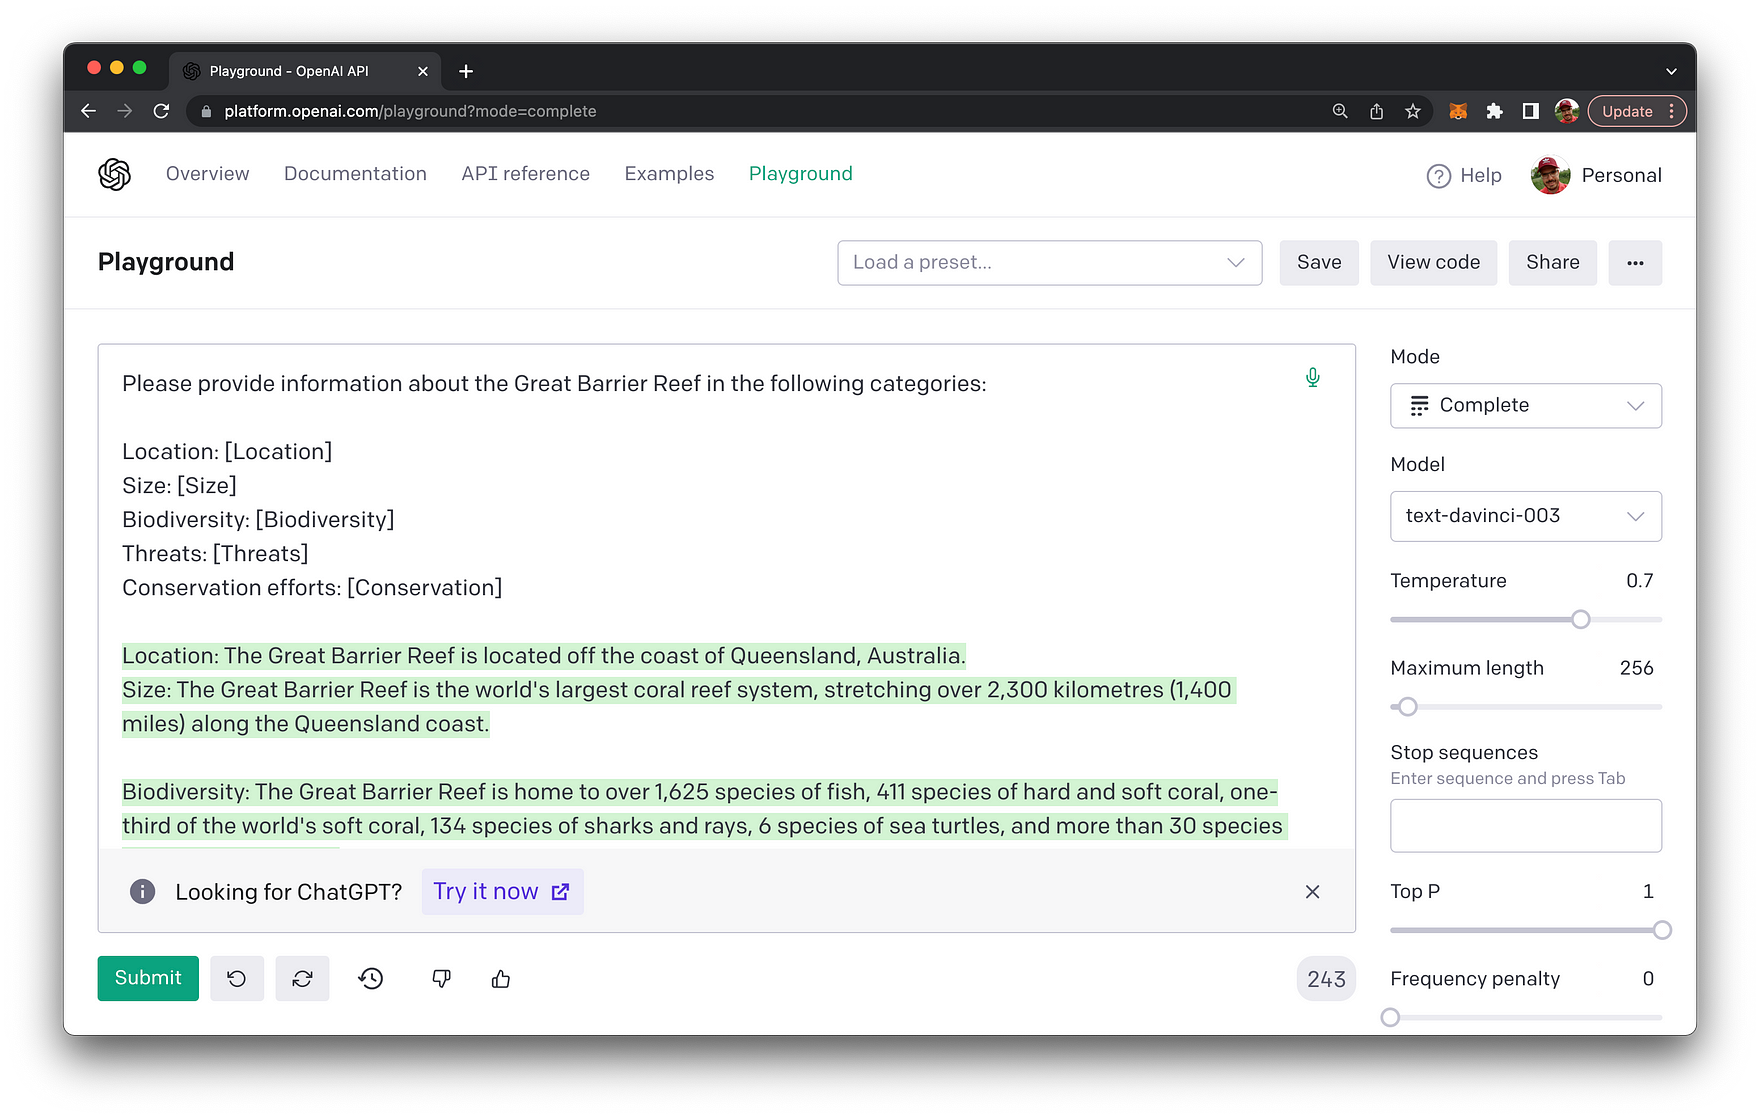 Playground - OpenAI API
platform.openai.com/playground?mode=complete
Update
Overview
Documentation
API reference
Examples
Playground
Help
Personal
Playground
Load a preset...
Save
View code
Share
Please provide information about the Great Barrier Reef in the following categories:
Location: [Location]
Size: [Size]
Biodiversity: [Biodiversity]
Threats: [Threats]
Conservation efforts: [Conservation]
Location: The Great Barrier Reef is located off the coast of Queensland, Australia.
Size: The Great Barrier Reef is the world's largest coral reef system, stretching over 2,300 kilometres (1,400
miles) along the Queensland coast.
Biodiversity: The Great Barrier Reef is home to over 1,625 species of fish, 411 species of hard and soft coral, one-
third of the world's soft coral, 134 species of sharks and rays, 6 species of sea turtles, and more than 30 species
Looking for ChatGPT?
Try it now
Submit
243
Mode
Complete
Model
text-davinci-003
Temperature 0.7
Maximum length 256
Stop sequences
Enter sequence and press Tab
Top P 1
Frequency penalty 0